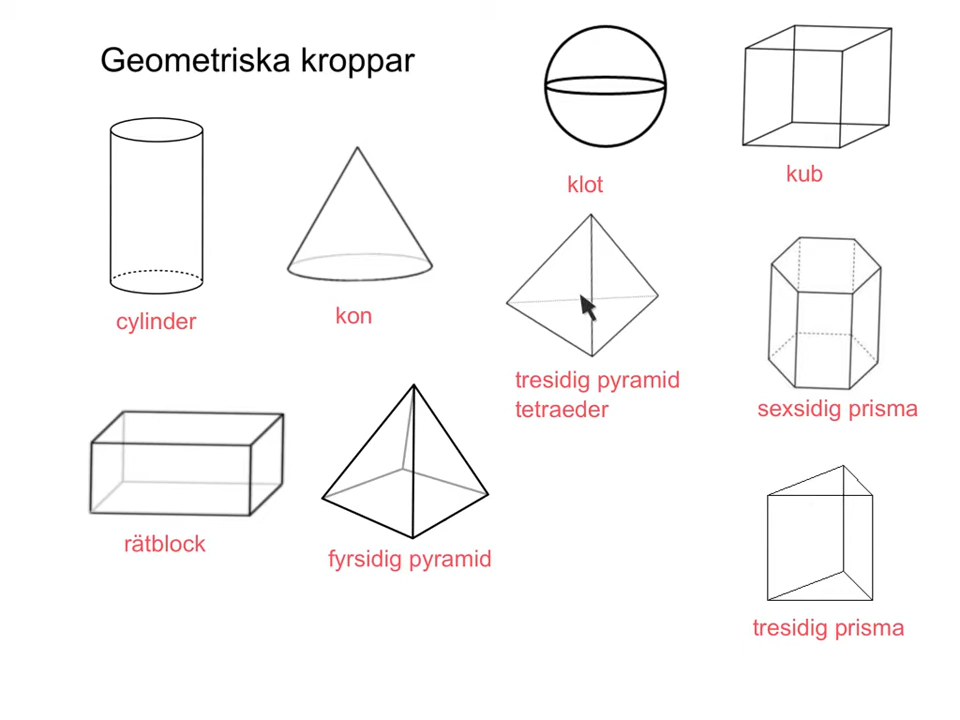 Geometriska kroppar
klot
kub
cylinder
kon
tresidig pyramid
tetraeder
sexsidig prisma
rätblock
fyrsidig pyramid
tresidig prisma